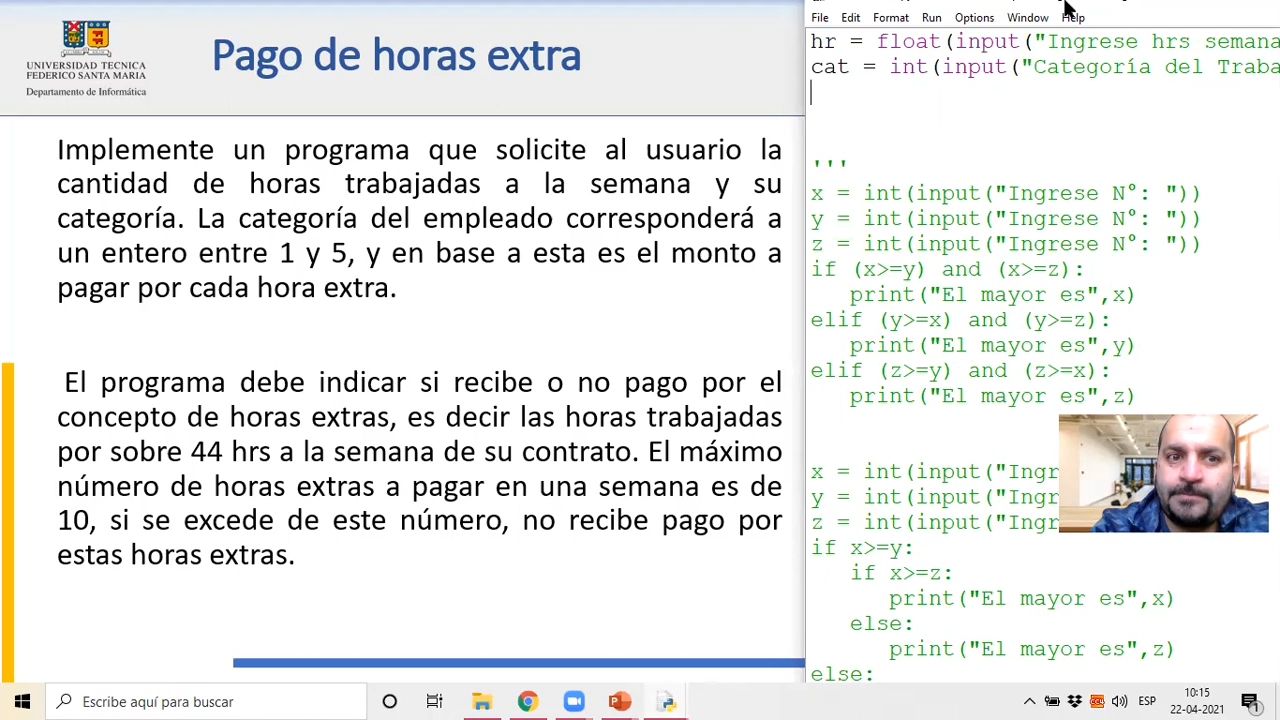 UNIVERSIDAD TECNICA
FEDERICO SANTA MARIA
Departamento de Informática
Pago de horas extra
Implemente un programa que solicite al usuario la
cantidad de horas trabajadas a la semana y su
categoría. La categoría del empleado corresponderá a
un entero entre 1 y 5, y en base a esta es el monto a
pagar por cada hora extra.
El programa debe indicar si recibe o no pago por el
concepto de horas extras, es decir las horas trabajadas
por sobre 44 hrs a la semana de su contrato. El máximo
número de horas extras a pagar en una semana es de
10, si se excede de este número, no recibe pago por
estas horas extras.
File Edit Format Run Options Window Help
hr = float(input("Ingrese hrs semana
cat = int(input("Categoría del Traba
'''
x = int(input("Ingrese N°: "))
y = int(input("Ingrese N°: "))
z = int(input("Ingrese N°: "))
if (x>=y) and (x>=z):
print("El mayor es",x)
elif (y>=x) and (y>=z):
print("El mayor es",y)
elif (z>=y) and (z>=x):
print("El mayor es",z)
x = int(input("Ingr
y = int(input("Ingr
z = int(input("Ingr
if x>=y:
if x>=z:
print("El mayor es",x)
else:
print("El mayor es",z)
else:
Escribe aquí para buscar
ESP
10:15
22-04-2021
1